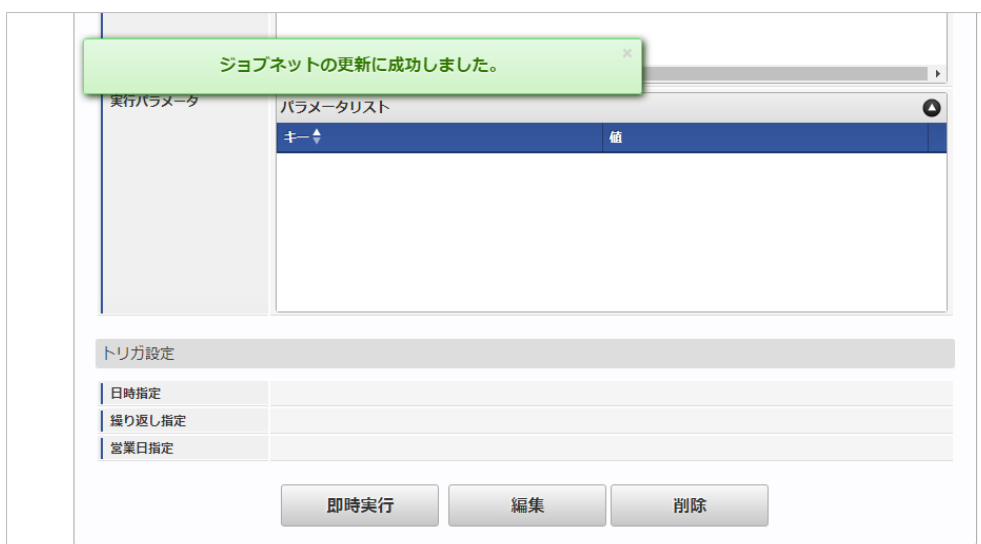 ジョブネットの更新に成功しました。
×
実行パラメータ
パラメータリスト
キー
値
トリガ設定
日時指定
繰り返し指定
営業日指定
即時実行
編集
削除